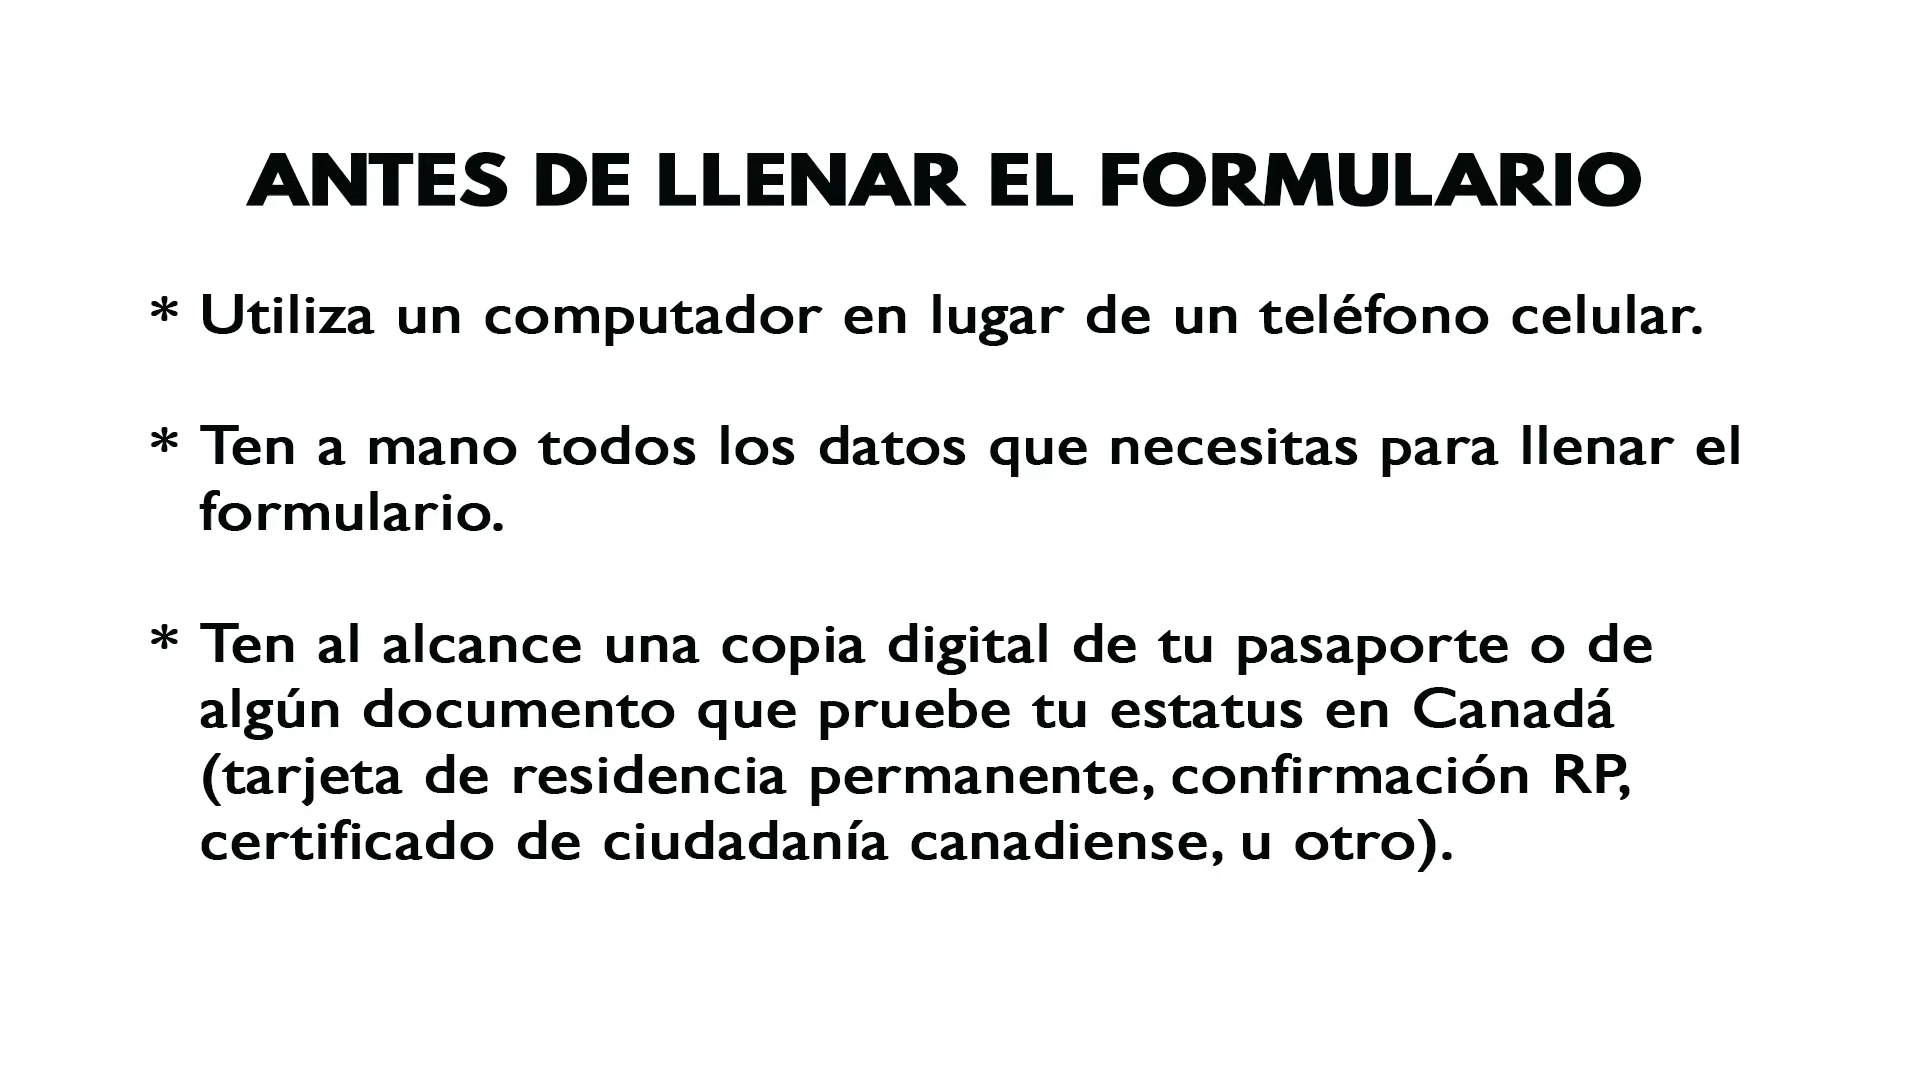 ANTES DE LLENAR EL FORMULARIO
* Utiliza un computador en lugar de un teléfono celular.
* Ten a mano todos los datos que necesitas para llenar el
formulario.
* Ten al alcance una copia digital de tu pasaporte o de
algún documento que pruebe tu estatus en Canadá
(tarjeta de residencia permanente, confirmación RP,
certificado de ciudadanía canadiense, u otro).